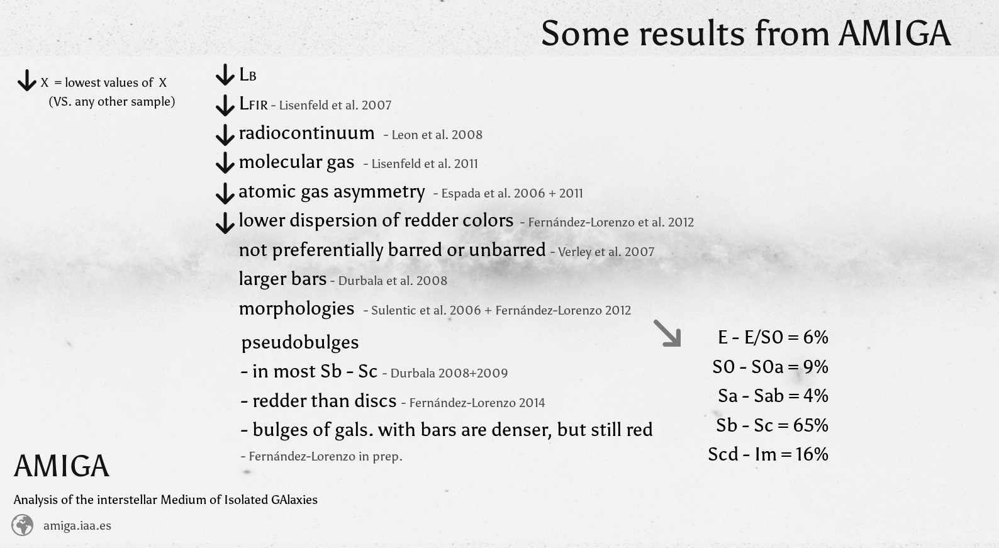 Some results from AMIGA
↓ X = lowest values of X
(VS. any other sample)
↓ LB
↓ LFIR - Lisenfeld et al. 2007
↓ radiocontinuum - Leon et al. 2008
↓ molecular gas - Lisenfeld et al. 2011
↓ atomic gas asymmetry - Espada et al. 2006 + 2011
↓ lower dispersion of redder colors - Fernández-Lorenzo et al. 2012
not preferentially barred or unbarred - Verley et al. 2007
larger bars - Durbala et al. 2008
morphologies - Sulentic et al. 2006 + Fernández-Lorenzo 2012
E - E/S0 = 6%
S0 - S0a = 9%
Sa - Sab = 4%
Sb - Sc = 65%
Scd - Im = 16%
pseudobulges
- in most Sb - Sc - Durbala 2008+2009
- redder than discs - Fernández-Lorenzo 2014
- bulges of gals. with bars are denser, but still red
- Fernández-Lorenzo in prep.
AMIGA
Analysis of the interstellar Medium of Isolated GAlaxies
amiga.iaa.es